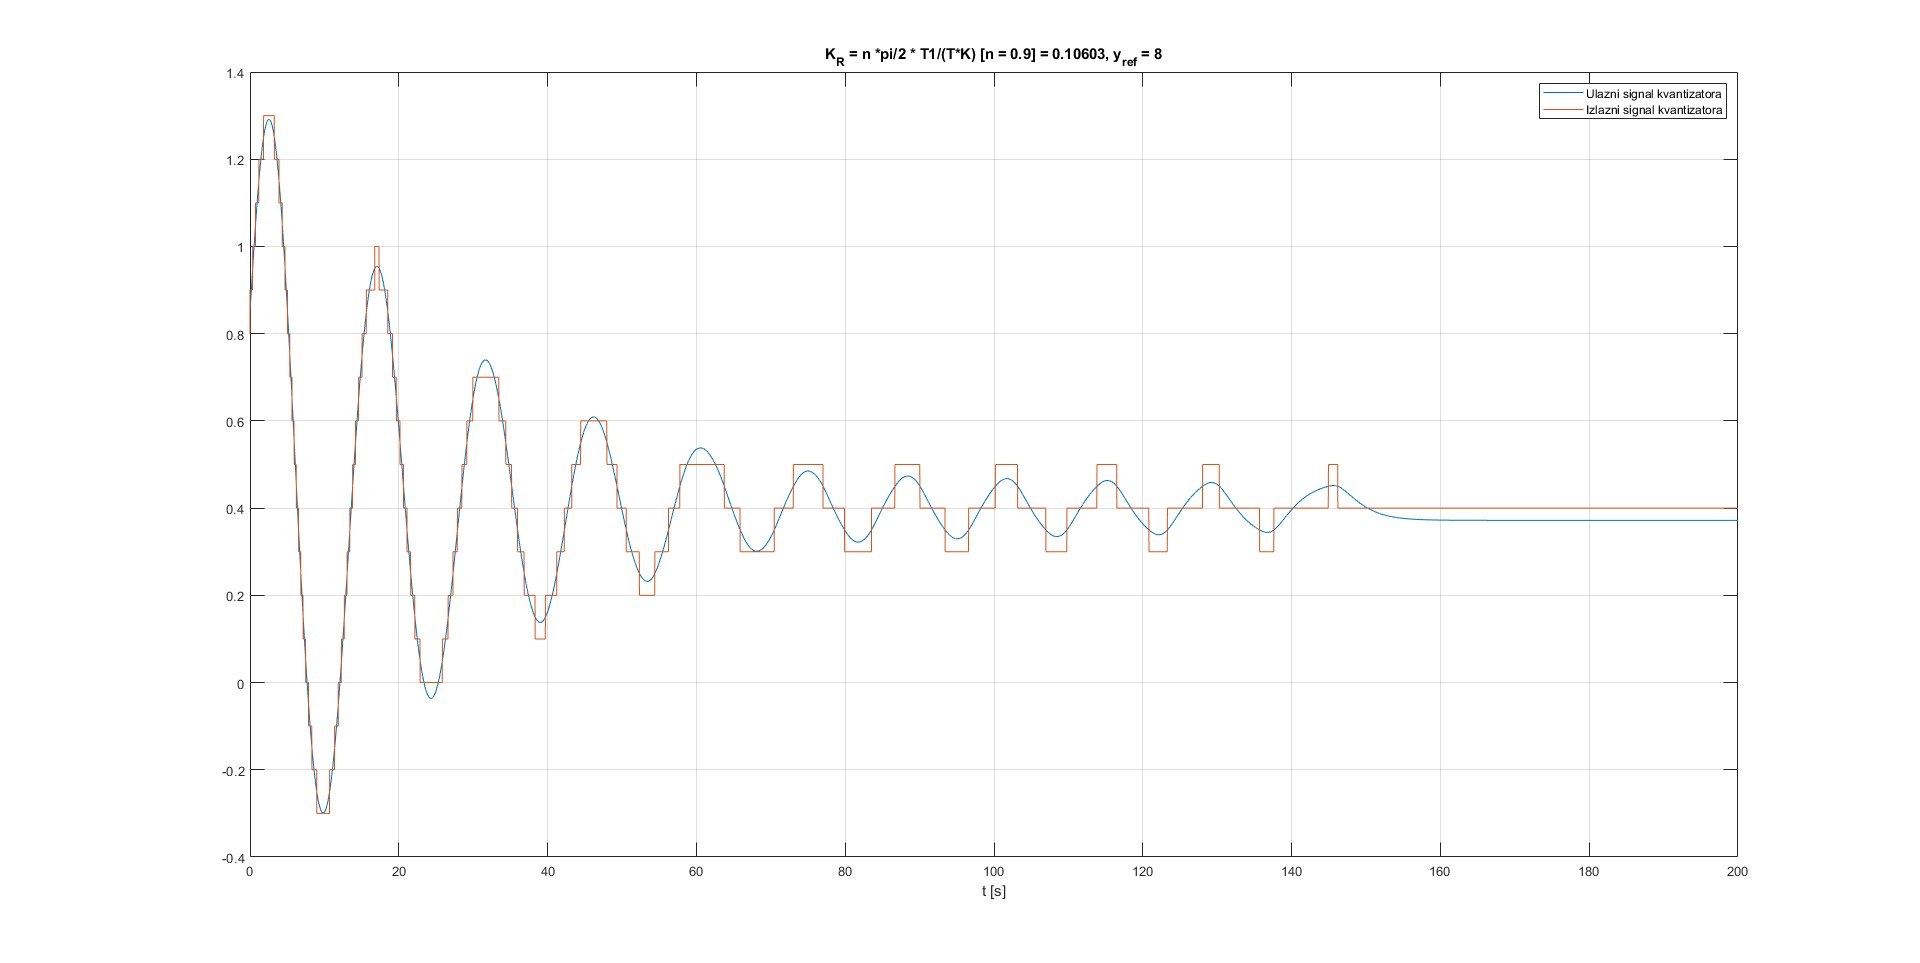 K_R = n *pi/2 * T1/(T*K) [n = 0.9] = 0.10603, y_ref = 8
Ulazni signal kvantizatora
Izlazni signal kvantizatora
1.4
1.2
1
0.8
0.6
0.4
0.2
0
-0.2
-0.4
0 20 40 60 80 100 120 140 160 180 200
t [s]